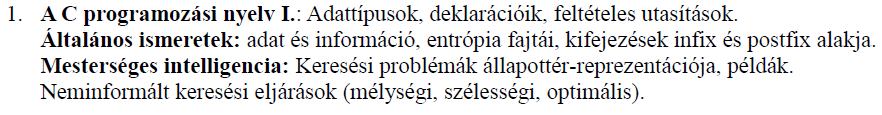 1. A C programozási nyelv I.: Adattípusok, deklarációik, feltételes utasítások.
Általános ismeretek: adat és információ, entrópia fajtái, kifejezések infix és postfix alakja.
Mesterséges intelligencia: Keresési problémák állapottér-reprezentációja, példák.
Neminformált keresési eljárások (mélységi, szélességi, optimális).